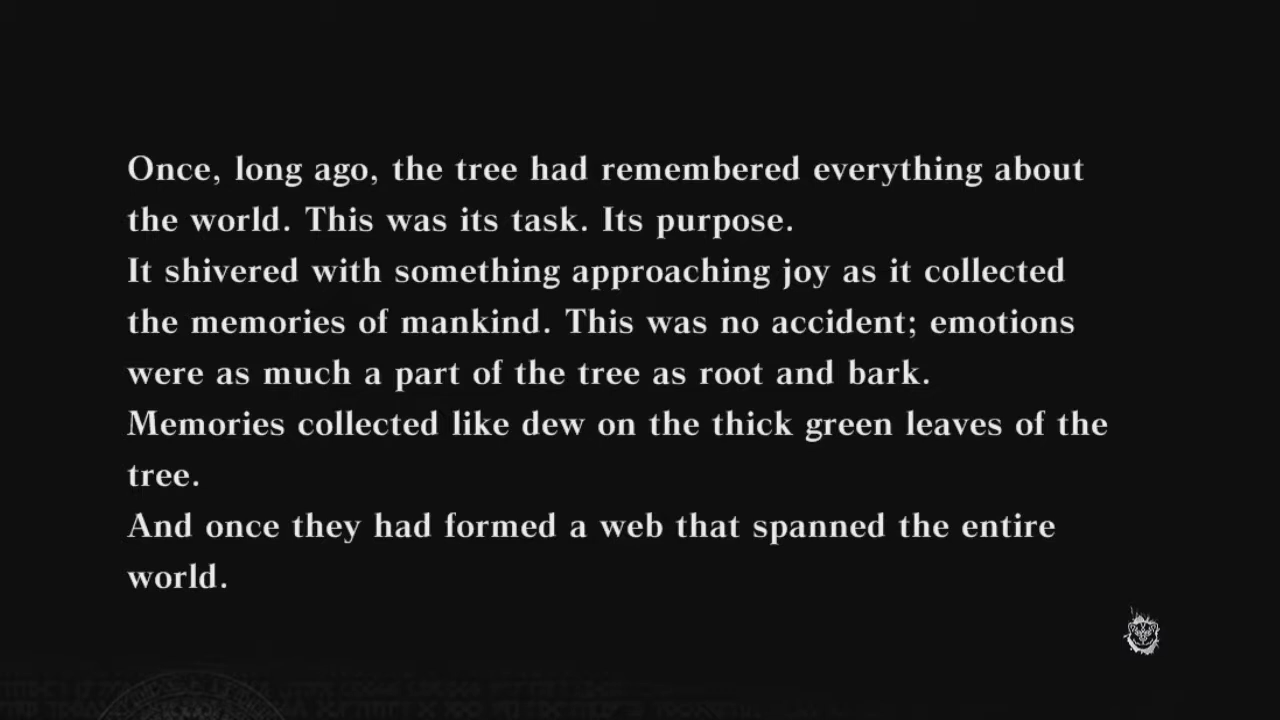 Once, long ago, the tree had remembered everything about
the world. This was its task. Its purpose.
It shivered with something approaching joy as it collected
the memories of mankind. This was no accident; emotions
were as much a part of the tree as root and bark.
Memories collected like dew on the thick green leaves of the
tree.
And once they had formed a web that spanned the entire
world.